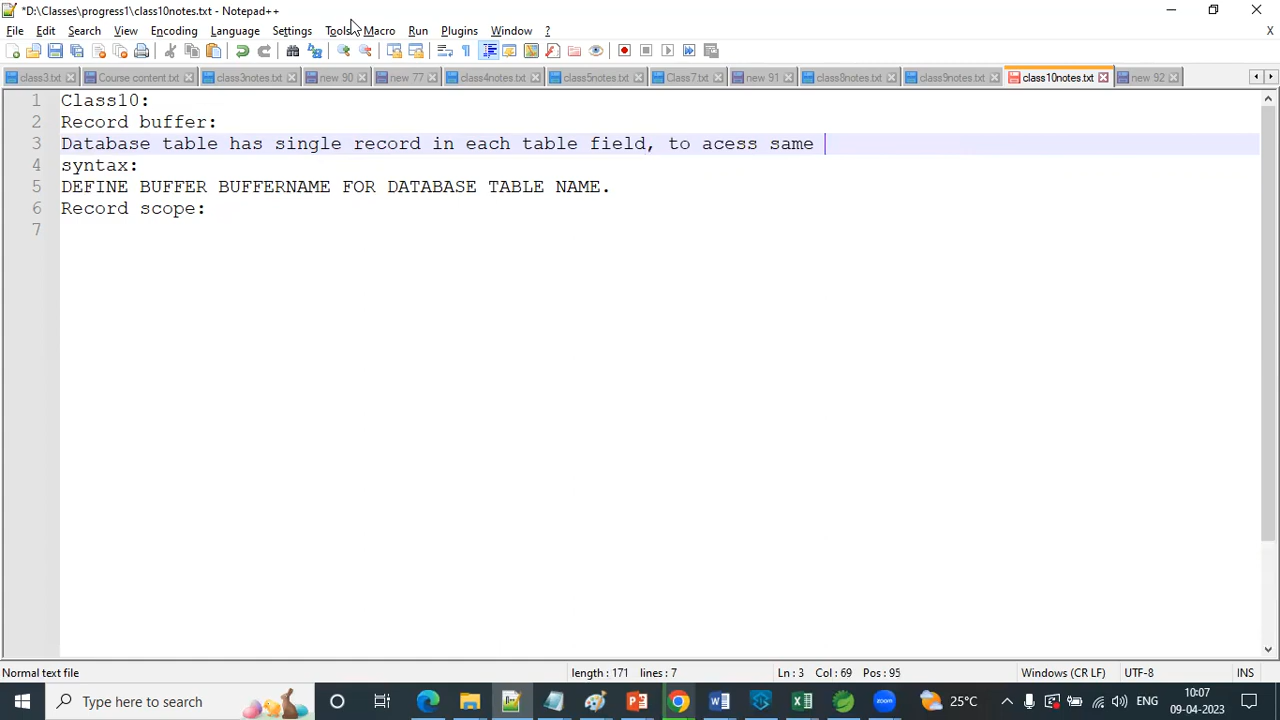 *D:\Classes\progress1\class10notes.txt - Notepad++
File Edit Search View Encoding Language Settings Tools Macro Run Plugins Window ?
X
class3.txt Course content.txt class3notes.txt new 90 new 77 class4notes.txt class5notes.txt Class7.txt new 91 class8notes.txt class9notes.txt class10notes.txt new 92
1 Class10:
2 Record buffer:
3 Database table has single record in each table field, to acess same
4 syntax:
5 DEFINE BUFFER BUFFERNAME FOR DATABASE TABLE NAME.
6 Record scope:
7
Normal text file length : 171 lines : 7 Ln : 3 Col : 69 Pos : 95 Windows (CR LF) UTF-8 INS
Type here to search 25°C ENG 10:07
09-04-2023